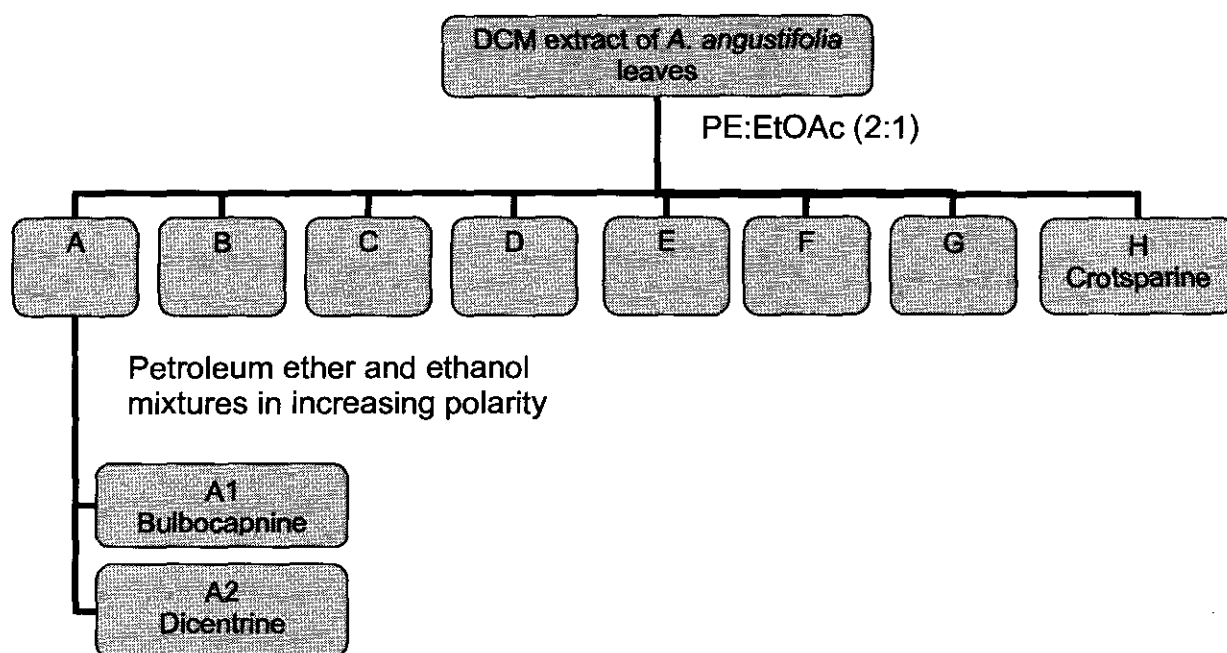 DCM extract of A. angustifolia
leaves
PE:EtOAc (2:1)
A
B
C
D
E
F
G
H
Crotsparine
Petroleum ether and ethanol
mixtures in increasing polarity
A1
Bulbocapnine
A2
Dicentrine